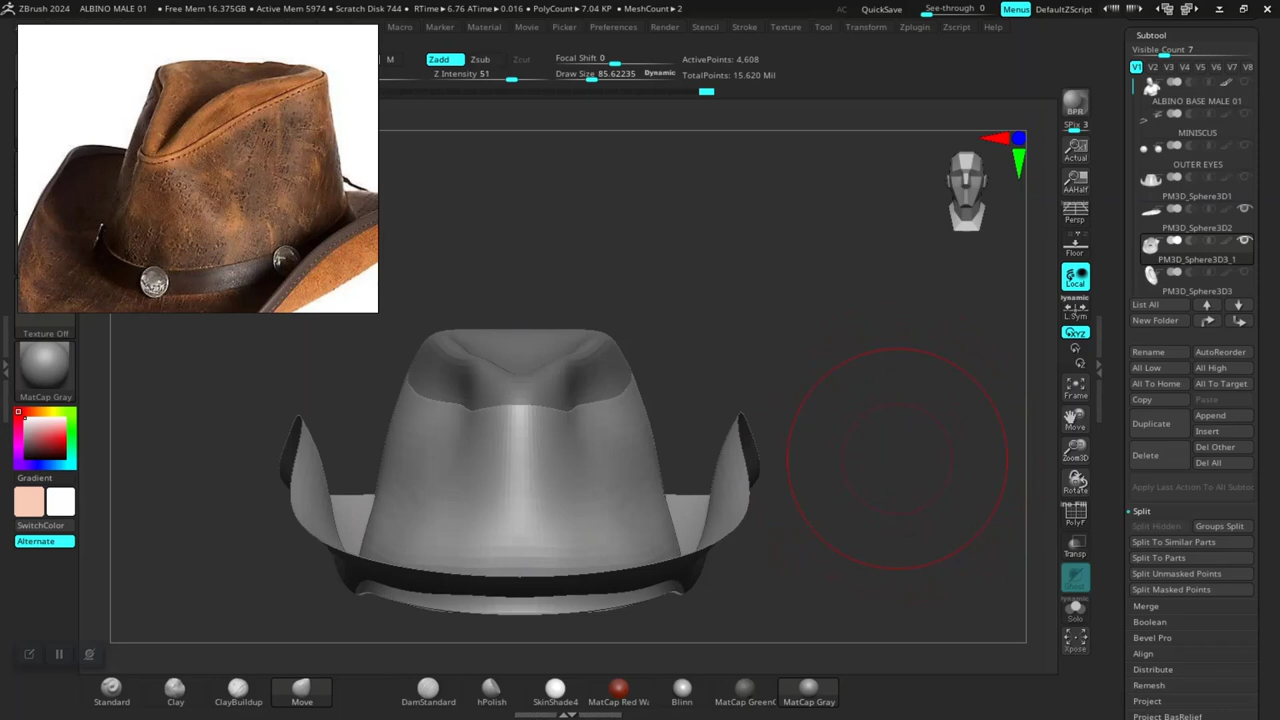 ZBrush 2024 ALBINO MALE 01 • Free Mem 16.375GB • Active Mem 5974 • Scratch Disk 744 • RTime▸6.76 ATime▸0.016 • PolyCount▸7.04 KP • MeshCount▸2 AC QuickSave See-through 0 Menus DefaultZScript
Macro Marker Material Movie Picker Preferences Render Stencil Stroke Texture Tool Transform Zplugin Zscript Help
M Zadd Zsub Zcut Focal Shift 0 ActivePoints: 4,608
Z Intensity 51 Draw Size 85.62235 Dynamic TotalPoints: 15.620 Mil
Texture Off
MatCap Gray
Gradient
SwitchColor
Alternate
BPR
SPix 3
Actual
AAHalf
Persp
Floor
Local
Dynamic
L.Sym
XYZ
Frame
Move
Zoom3D
Rotate
PolyF
Transp
Ghost
Dynamic
Solo
Xpose
Subtool
Visible Count 7
V1 V2 V3 V4 V5 V6 V7 V8
ALBINO BASE MALE 01
MINISCUS
OUTER EYES
PM3D_Sphere3D1
PM3D_Sphere3D2
PM3D_Sphere3D3_1
PM3D_Sphere3D3
List All
New Folder
Rename AutoReorder
All Low All High
All To Home All To Target
Copy Paste
Duplicate Append
Insert
Delete Del Other
Del All
Apply Last Action To All Subtoo
Split
Split Hidden Groups Split
Split To Similar Parts
Split To Parts
Split Unmasked Points
Split Masked Points
Merge
Boolean
Bevel Pro
Align
Distribute
Remesh
Project
Project BasRelief
Standard Clay ClayBuildup Move DamStandard hPolish SkinShade4 MatCap Red Wa Blinn MatCap GreenC MatCap Gray